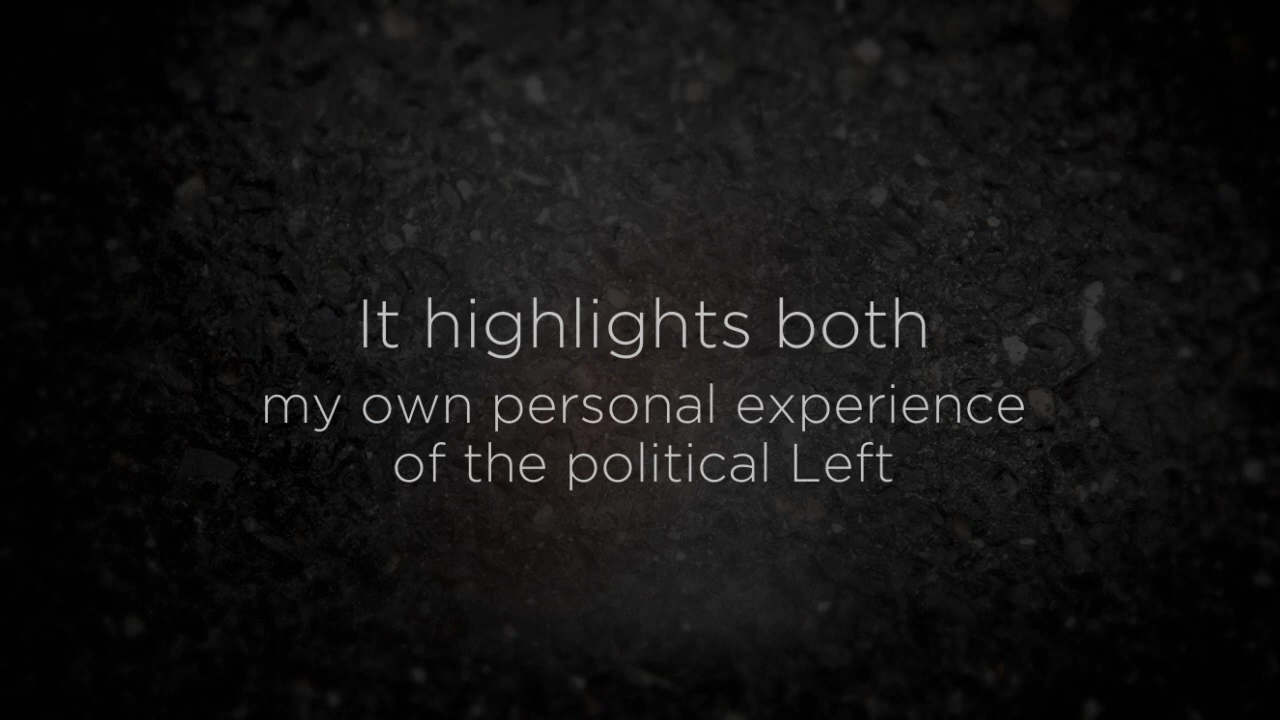 It highlights both
my own personal experience
of the political Left